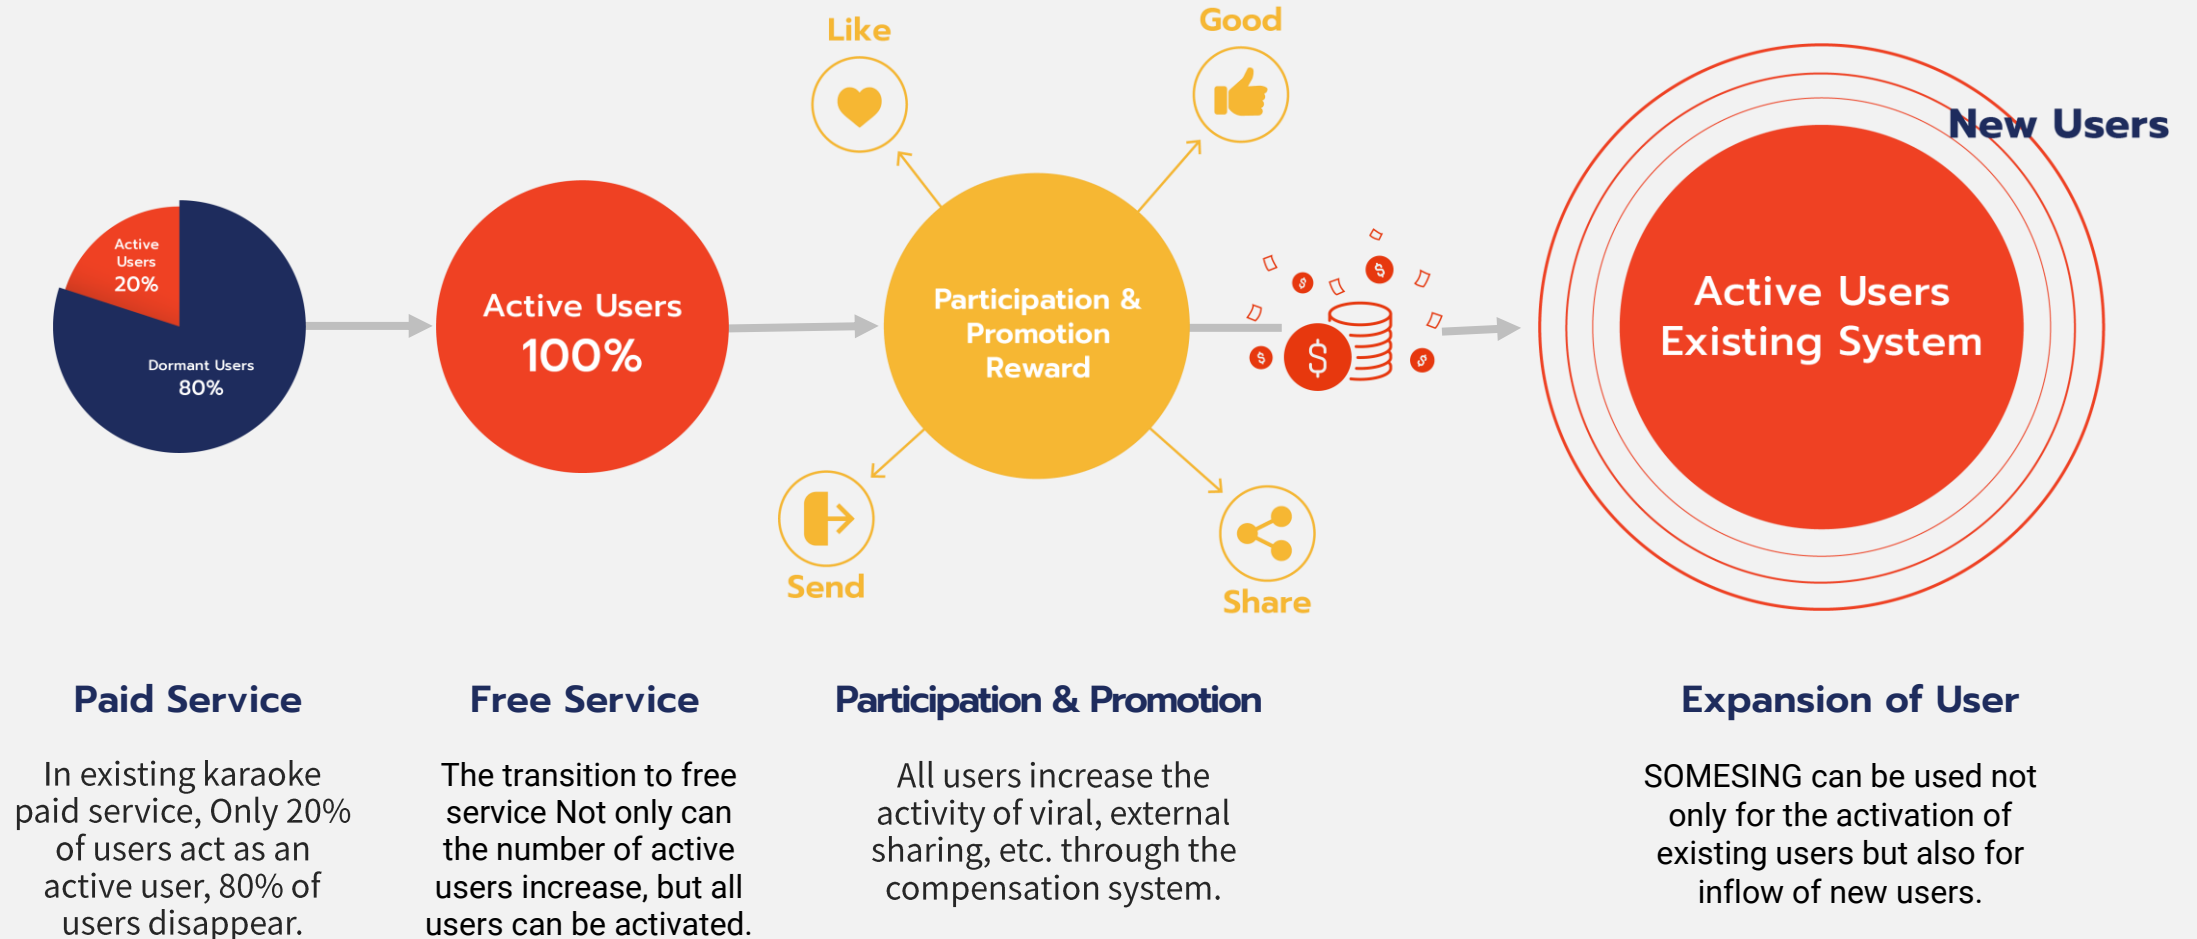 Like
Good
New Users
Active
Users
20%
Dormant Users
80%
Active Users
100%
Participation &
Promotion
Reward
$
$
$
$
$
Active Users
Existing System
Send
Share
Paid Service
In existing karaoke
paid service, Only 20%
of users act as an
active user, 80% of
users disappear.
Free Service
The transition to free
service Not only can
the number of active
users increase, but all
users can be activated.
Participation & Promotion
All users increase the
activity of viral, external
sharing, etc. through the
compensation system.
Expansion of User
SOMESING can be used not
only for the activation of
existing users but also for
inflow of new users.